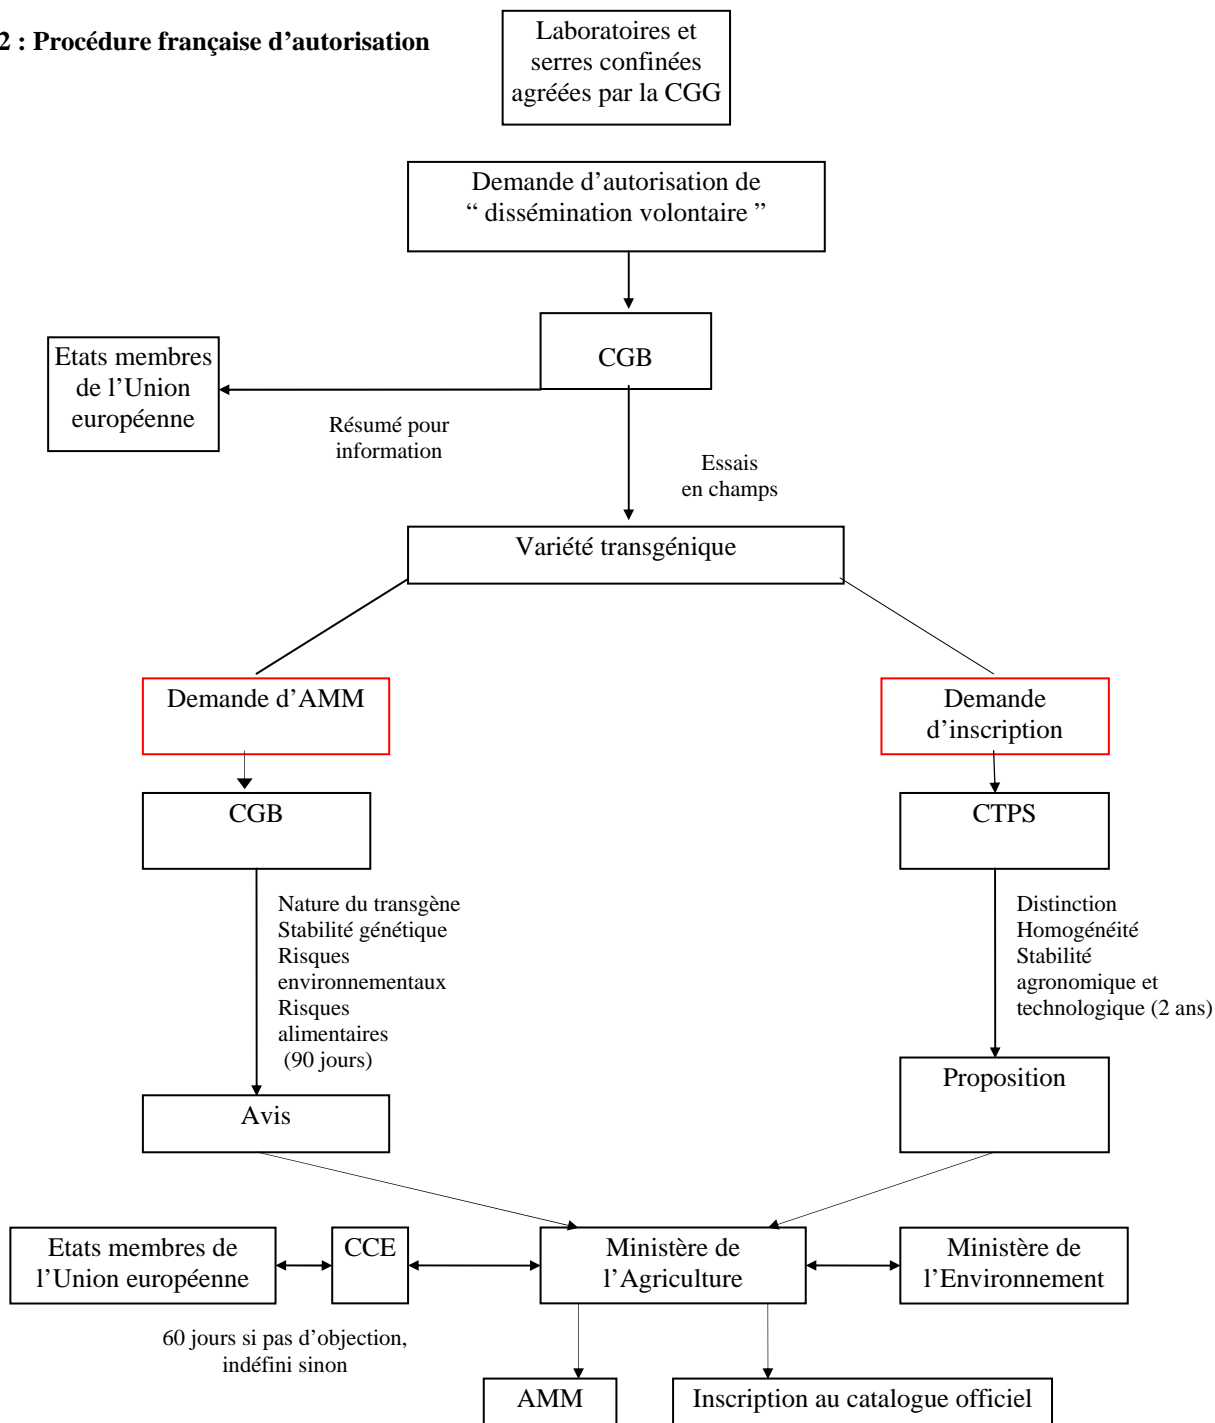 2 : Procédure française d’autorisation
Laboratoires et
serres confinées
agréées par la CGG
Demande d’autorisation de
“ dissémination volontaire ”
CGB
Etats membres
de l’Union
européenne
Résumé pour
information
Essais
en champs
Variété transgénique
Demande d’AMM
Demande
d’inscription
CGB
CTPS
Nature du transgène
Stabilité génétique
Risques
environnementaux
Risques
alimentaires
(90 jours)
Distinction
Homogénéité
Stabilité
agronomique et
technologique (2 ans)
Avis
Proposition
Etats membres de
l’Union européenne
CCE
Ministère de
l’Agriculture
Ministère de
l’Environnement
60 jours si pas d’objection,
indéfini sinon
AMM
Inscription au catalogue officiel